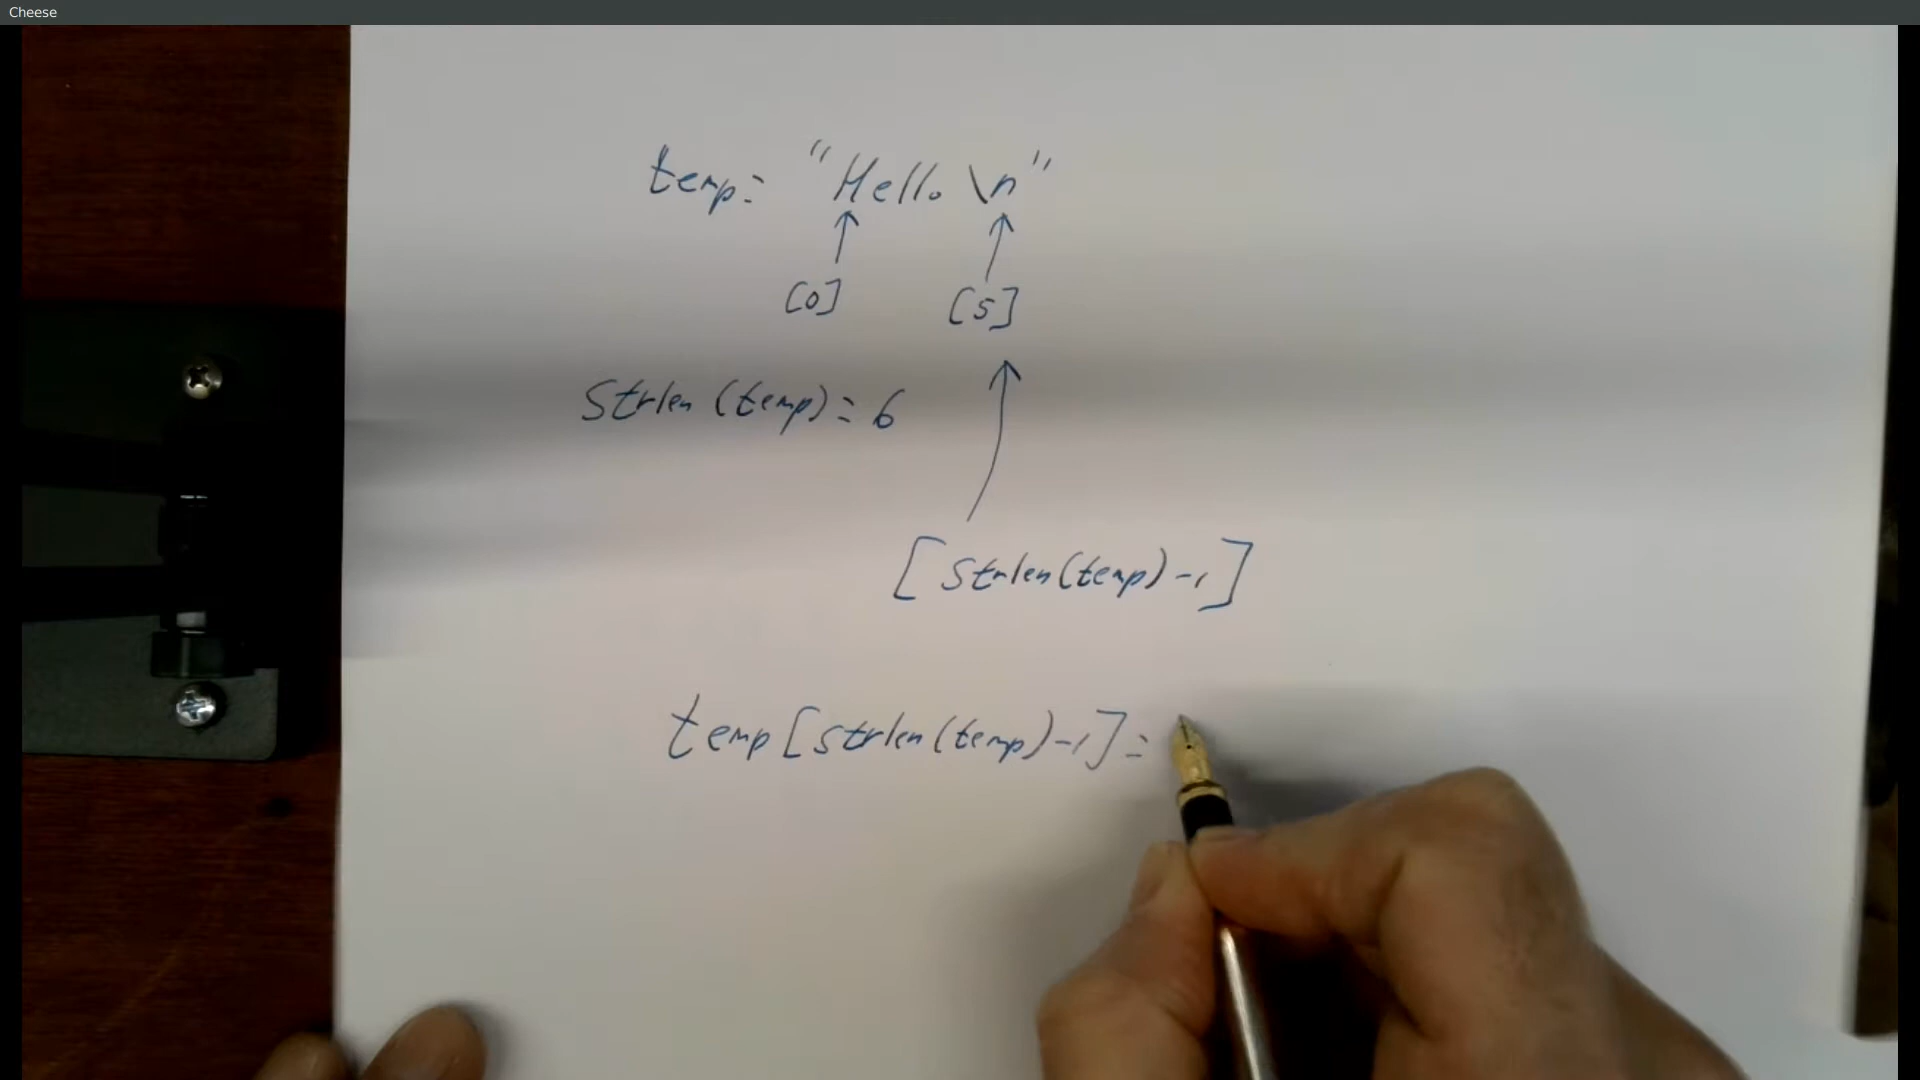 Cheese
temp = "Hello \n"
[0] [5]
Strlen (temp) = 6
[Strlen(temp) -1]
temp [strlen(temp) -1] =